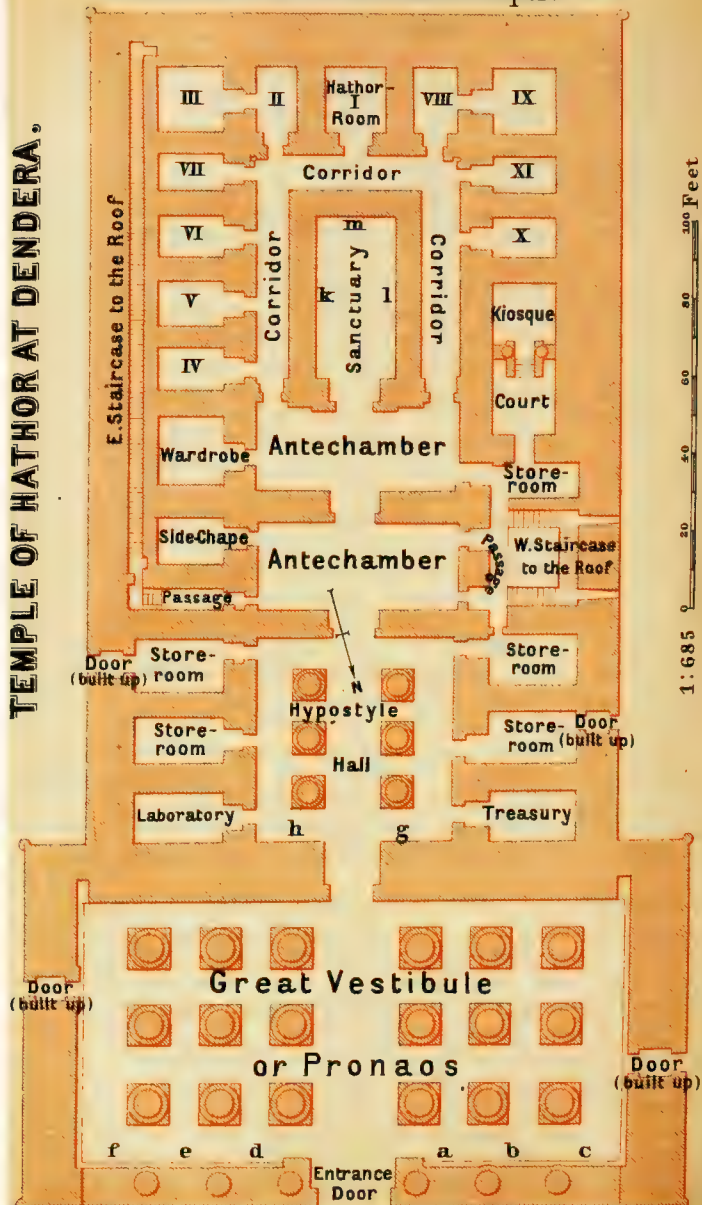 TEMPLE OF HATHOR AT DENDERA,
III
II
Hathor-
I
Room
VIII
IX
VII
Corridor
XI
VI
X
V
IV
Corridor
m
k
Sanctuary
l
Corridor
Kiosque
Court
E. Staircase to the Roof
Wardrobe
Antechamber
Store-
room
Side-Chape
Antechamber
Passage
W. Staircase
to the Roof
Passage
Door
(built up)
Store-
room
N
Store-
room
Hypostyle
Hall
Store-
room
Store-
room
Door
(built up)
Laboratory
h
g
Treasury
Great Vestibule
or Pronaos
Door
(built up)
Door
(built up)
f
e
d
a
b
c
Entrance
Door
100 Feet
80
60
40
20
0
1:685